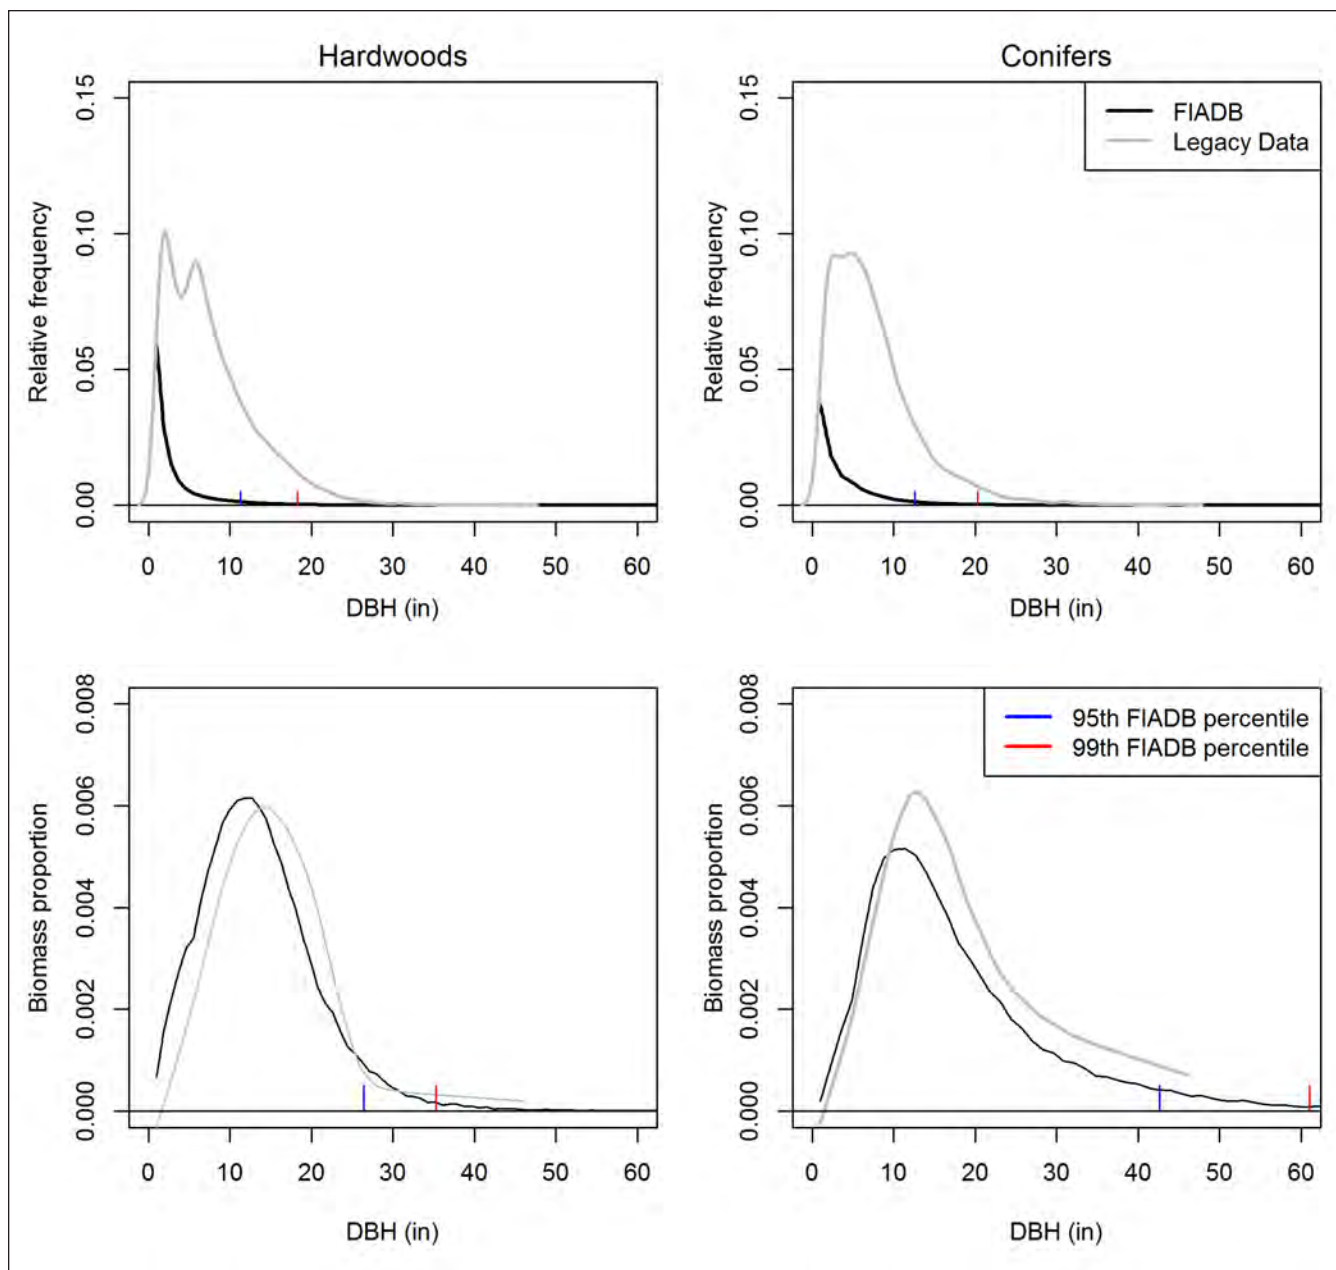 Hardwoods
Relative frequency
0.15
0.10
0.05
0.00
0 10 20 30 40 50 60
DBH (in)
Conifers
FIADB
Legacy Data
Relative frequency
0.15
0.10
0.05
0.00
0 10 20 30 40 50 60
DBH (in)
Biomass proportion
0.008
0.006
0.004
0.002
0.000
0 10 20 30 40 50 60
DBH (in)
95th FIADB percentile
99th FIADB percentile
Biomass proportion
0.008
0.006
0.004
0.002
0.000
0 10 20 30 40 50 60
DBH (in)